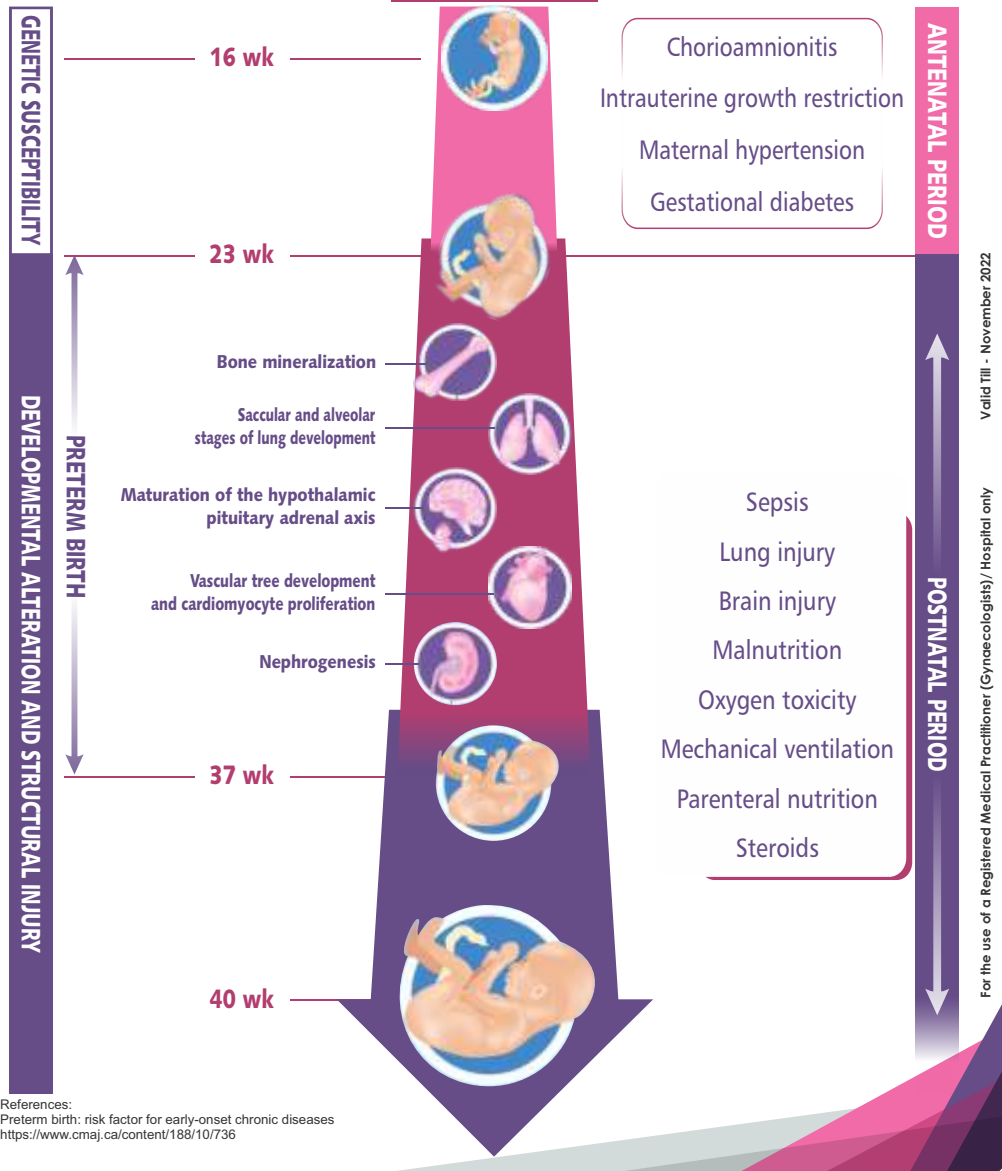 GENETIC SUSCEPTIBILITY
16 wk
Chorioamnionitis
Intrauterine growth restriction
Maternal hypertension
Gestational diabetes
ANTENATAL PERIOD
23 wk
DEVELOPMENTAL ALTERATION AND STRUCTURAL INJURY
PRETERM BIRTH
Bone mineralization
Saccular and alveolar
stages of lung development
Maturation of the hypothalamic
pituitary adrenal axis
Vascular tree development
and cardiomyocyte proliferation
Nephrogenesis
37 wk
40 wk
Sepsis
Lung injury
Brain injury
Malnutrition
Oxygen toxicity
Mechanical ventilation
Parenteral nutrition
Steroids
POSTNATAL PERIOD
For the use of a Registered Medical Practitioner (Gynaecologists)/ Hospital only
Valid Till - November 2022
References:
Preterm birth: risk factor for early-onset chronic diseases
https://www.cmaj.ca/content/188/10/736